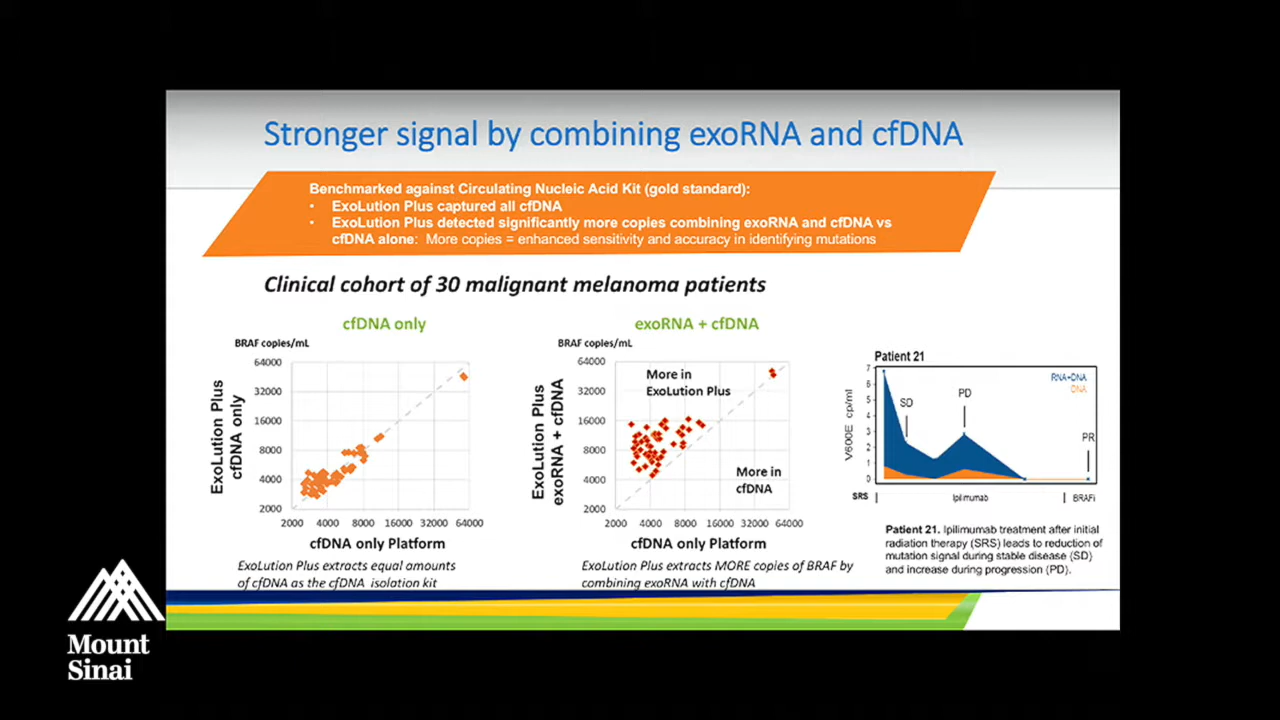 Stronger signal by combining exoRNA and cfDNA
Benchmarked against Circulating Nucleic Acid Kit (gold standard):
• ExoLution Plus captured all cfDNA
• ExoLution Plus detected significantly more copies combining exoRNA and cfDNA vs
cfDNA alone: More copies = enhanced sensitivity and accuracy in identifying mutations
Clinical cohort of 30 malignant melanoma patients
cfDNA only
BRAF copies/mL
64000
32000
16000
8000
4000
2000
ExoLution Plus
cfDNA only
2000 4000 8000 16000 32000 64000
cfDNA only Platform
ExoLution Plus extracts equal amounts
of cfDNA as the cfDNA isolation kit
exoRNA + cfDNA
BRAF copies/mL
64000
32000
16000
8000
4000
2000
ExoLution Plus
exoRNA + cfDNA
More in
ExoLution Plus
More in
cfDNA
2000 4000 8000 16000 32000 64000
cfDNA only Platform
ExoLution Plus extracts MORE copies of BRAF by
combining exoRNA with cfDNA
Patient 21
7
6
5
4
3
2
1
0
V600E cp/ml
RNA+DNA
DNA
SD
PD
PR
SRS
Ipilimumab
BRAFi
Patient 21. Ipilimumab treatment after initial
radiation therapy (SRS) leads to reduction of
mutation signal during stable disease (SD)
and increase during progression (PD).
Mount
Sinai